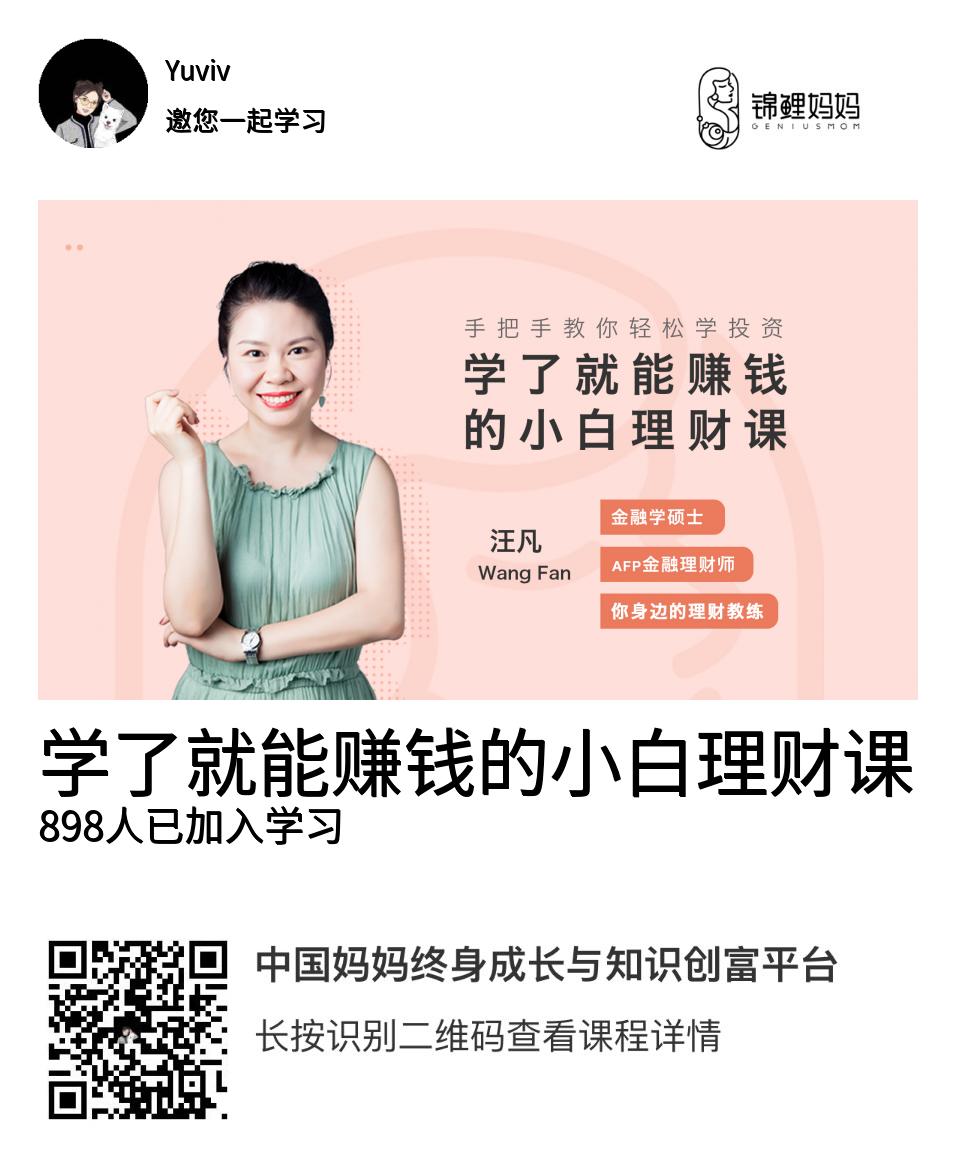 Yuviv
邀您一起学习
锦鲤妈妈
GENIUSMOM
手把手教你轻松学投资
学了就能赚钱
的小白理财课
汪凡
Wang Fan
金融学硕士
AFP金融理财师
你身边的理财教练
学了就能赚钱的小白理财课
898人已加入学习
中国妈妈终身成长与知识创富平台
长按识别二维码查看课程详情